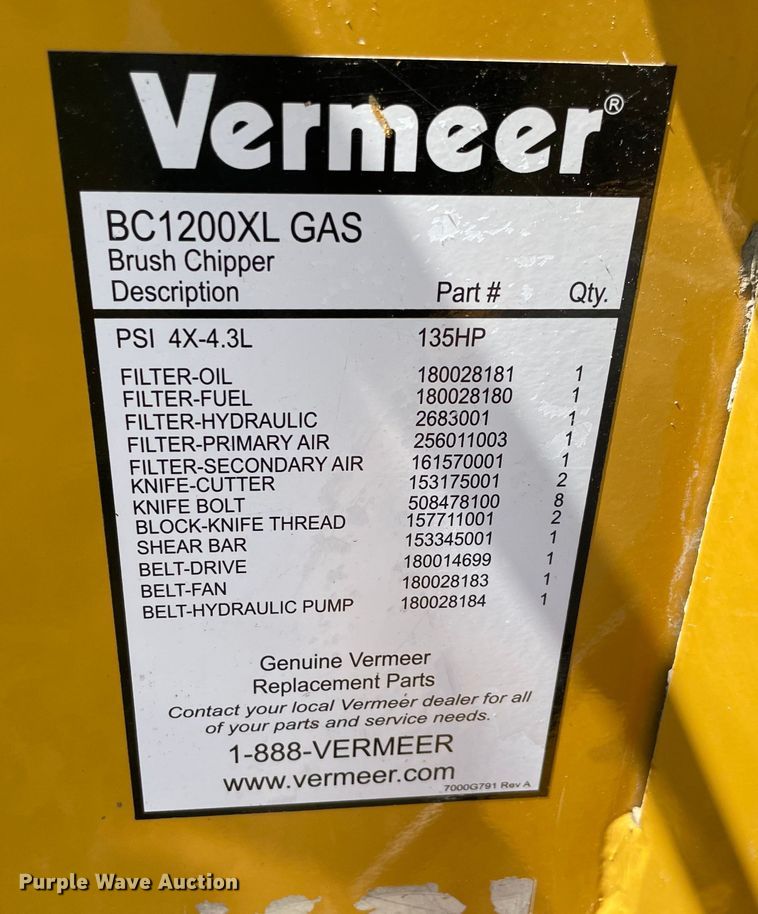 Vermeer®
BC1200XL GAS
Brush Chipper
Description Part # Qty.
PSI 4X-4.3L 135HP
FILTER-OIL 180028181 1
FILTER-FUEL 180028180 1
FILTER-HYDRAULIC 2683001 1
FILTER-PRIMARY AIR 256011003 1
FILTER-SECONDARY AIR 161570001 1
KNIFE-CUTTER 153175001 2
KNIFE BOLT 508478100 8
BLOCK-KNIFE THREAD 157711001 2
SHEAR BAR 153345001 1
BELT-DRIVE 180014699 1
BELT-FAN 180028183 1
BELT-HYDRAULIC PUMP 180028184 1
Genuine Vermeer
Replacement Parts
Contact your local Vermeer dealer for all
of your parts and service needs.
1-888-VERMEER
www.vermeer.com
7000G791 Rev A
Purple Wave Auction